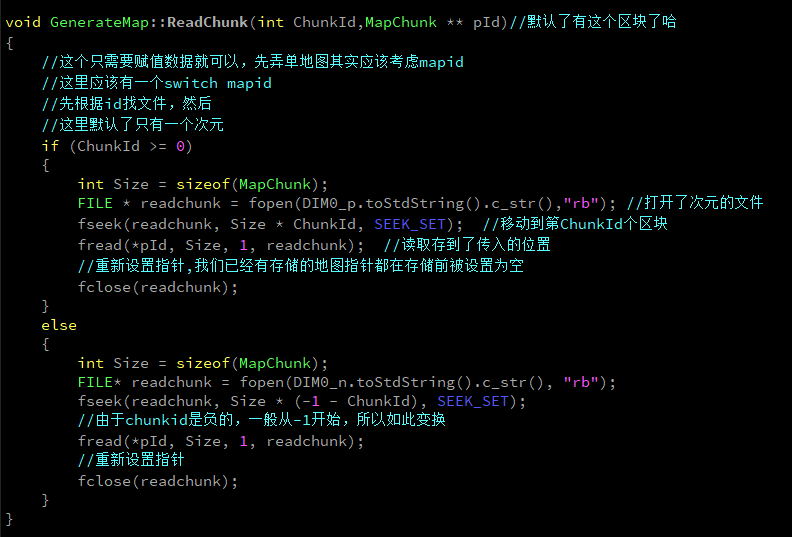 void GenerateMap::ReadChunk(int ChunkId,MapChunk ** pId)//默认了有这个区块了哈
{
    //这个只需要赋值数据就可以，先弄单地图其实应该考虑mapid
    //这里应该有一个switch mapid
    //先根据id找文件，然后
    //这里默认了只有一个次元
    if (ChunkId >= 0)
    {
        int Size = sizeof(MapChunk);
        FILE * readchunk = fopen(DIM0_p.toStdString().c_str(),"rb"); //打开了次元的文件
        fseek(readchunk, Size * ChunkId, SEEK_SET);  //移动到第ChunkId个区块
        fread(*pId, Size, 1, readchunk);  //读取存到了传入的位置
        //重新设置指针,我们已经有存储的地图指针都在存储前被设置为空
        fclose(readchunk);
    }
    else
    {
        int Size = sizeof(MapChunk);
        FILE* readchunk = fopen(DIM0_n.toStdString().c_str(), "rb");
        fseek(readchunk, Size * (-1 - ChunkId), SEEK_SET);
        //由于chunkid是负的，一般从-1开始，所以如此变换
        fread(*pId, Size, 1, readchunk);
        //重新设置指针
        fclose(readchunk);
    }
}